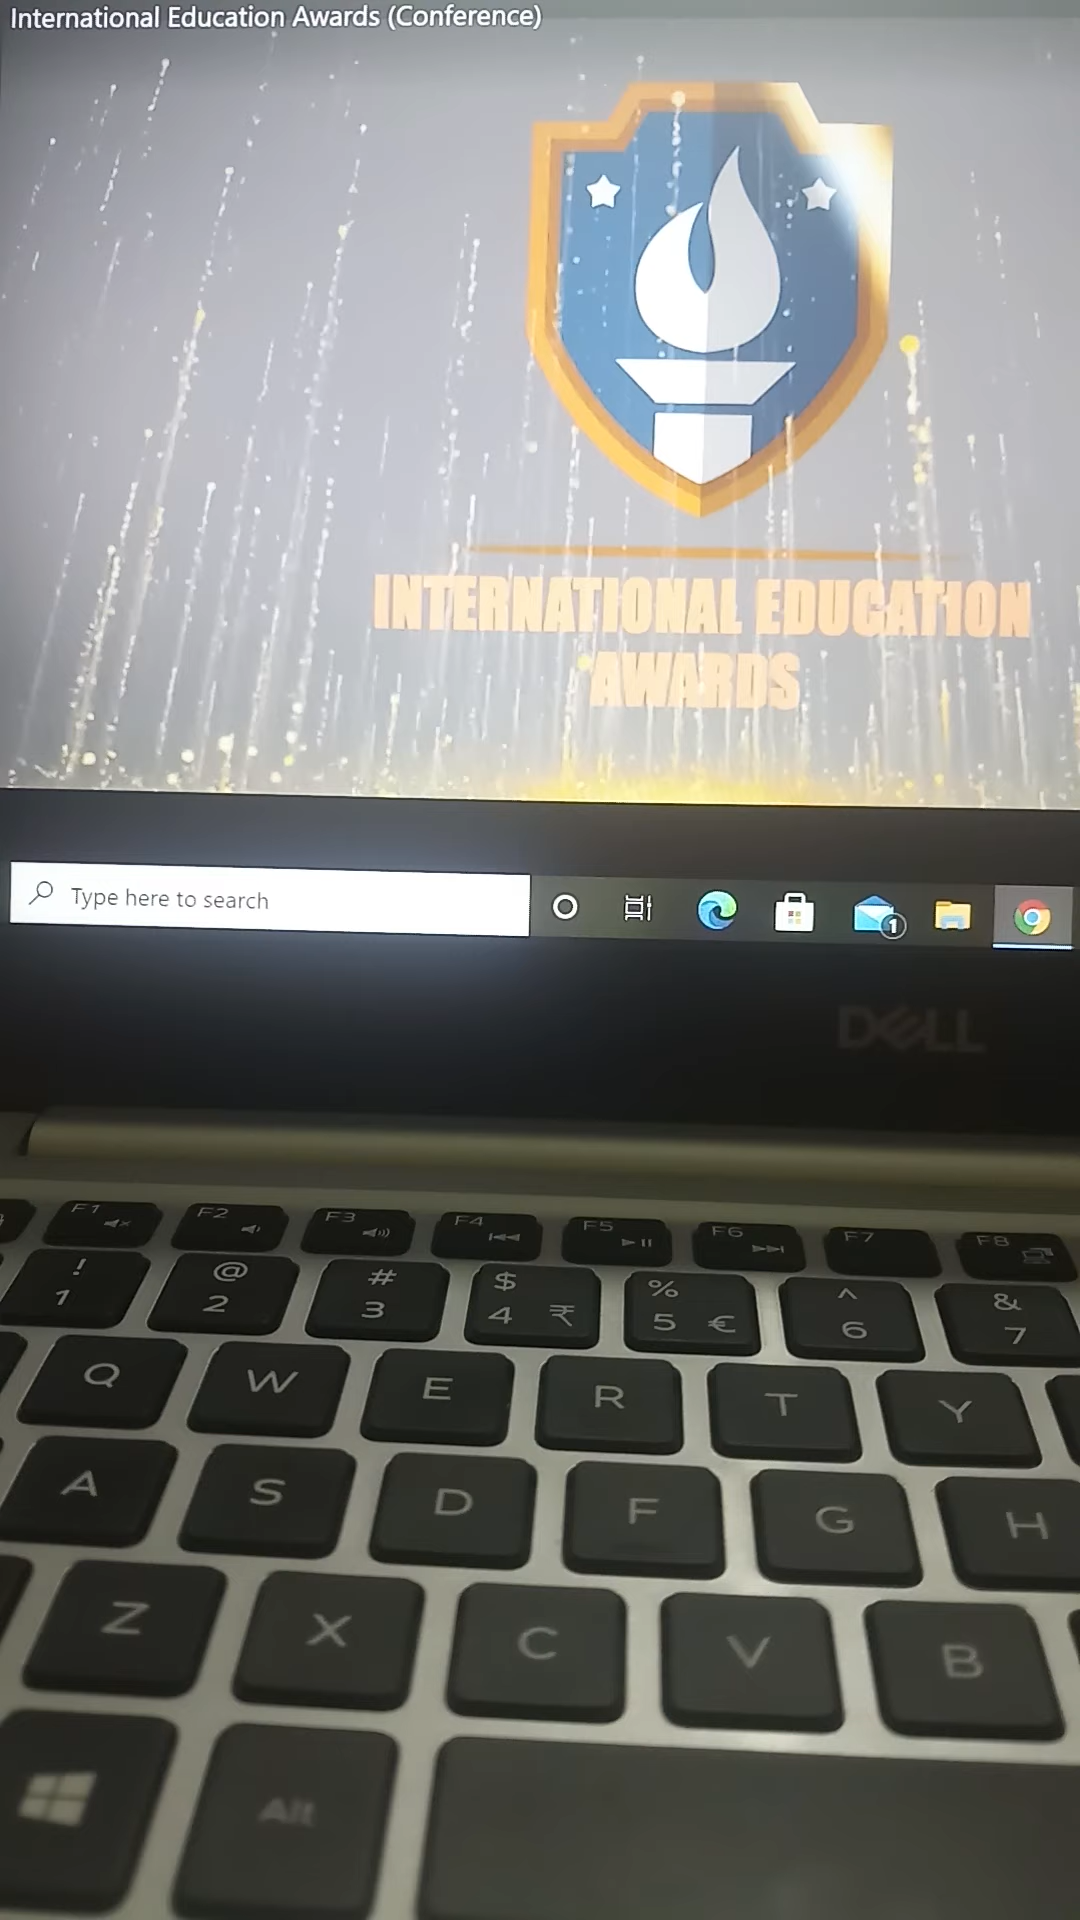 International Education Awards (Conference)
INTERNATIONAL EDUCATION
AWARDS
Type here to search
1
DELL
F1 F2 F3 F4 F5 F6 F7 F8
! @ # $ % ^ &
1 2 3 4 ₹ 5 € 6 7
Q W E R T Y
A S D F G H
Z X C V B
Alt